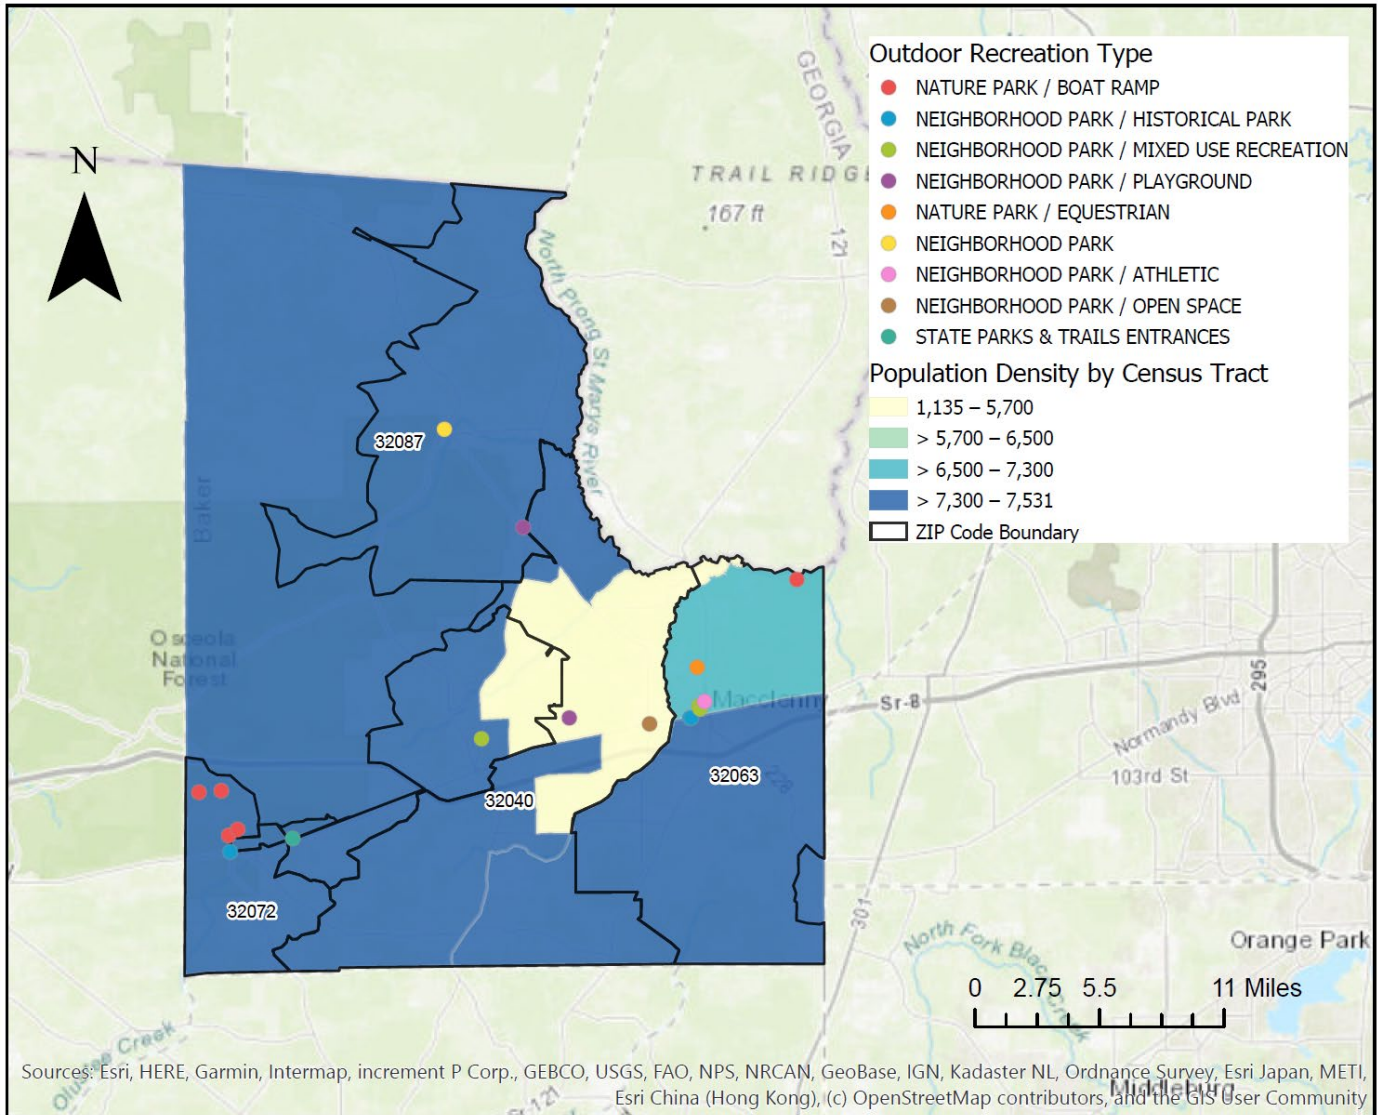 Outdoor Recreation Type
NATURE PARK / BOAT RAMP
NEIGHBORHOOD PARK / HISTORICAL PARK
NEIGHBORHOOD PARK / MIXED USE RECREATION
NEIGHBORHOOD PARK / PLAYGROUND
NATURE PARK / EQUESTRIAN
NEIGHBORHOOD PARK
NEIGHBORHOOD PARK / ATHLETIC
NEIGHBORHOOD PARK / OPEN SPACE
STATE PARKS & TRAILS ENTRANCES
Population Density by Census Tract
1,135 – 5,700
> 5,700 – 6,500
> 6,500 – 7,300
> 7,300 – 7,531
ZIP Code Boundary
N
GEORGIA
TRAIL RIDGE
167 ft
121
North Prong St Marys River
32087
Baker
Osceola
National
Forest
Macclenny
Sr-8
295
Normandy Blvd
103rd St
32063
228
32040
32072
301
North Fork Black Creek
Orange Park
0 2.75 5.5 11 Miles
Olustee Creek
Sources: Esri, HERE, Garmin, Intermap, increment P Corp., GEBCO, USGS, FAO, NPS, NRCAN, GeoBase, IGN, Kadaster NL, Ordnance Survey, Esri Japan, METI,
Esri China (Hong Kong), (c) OpenStreetMap contributors, and the GIS User Community
Middleburg
St-121